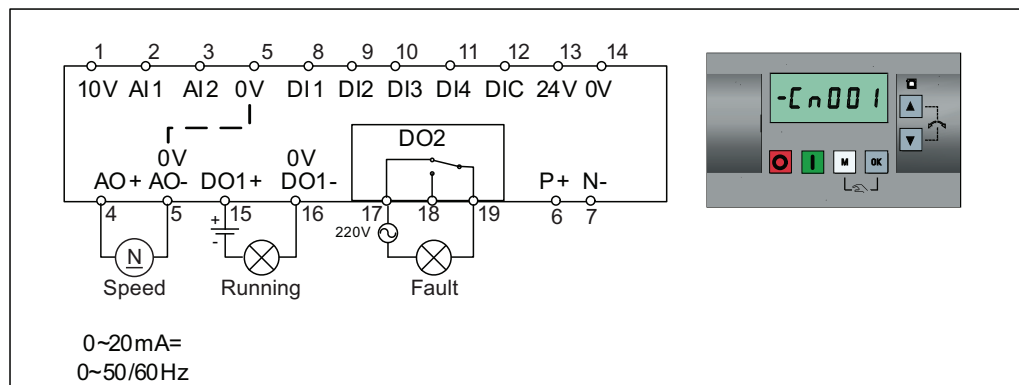 1 2 3 5 8 9 10 11 12 13 14
10V AI1 AI2 0V DI1 DI2 DI3 DI4 DIC 24V 0V
-Cn001
DO2
0V 0V
AO+ AO- DO1+ DO1- P+ N-
M OK
4 5 15 16 17 18 19 6 7
+
-
220V
N
Speed Running Fault
0~20mA=
0~50/60Hz